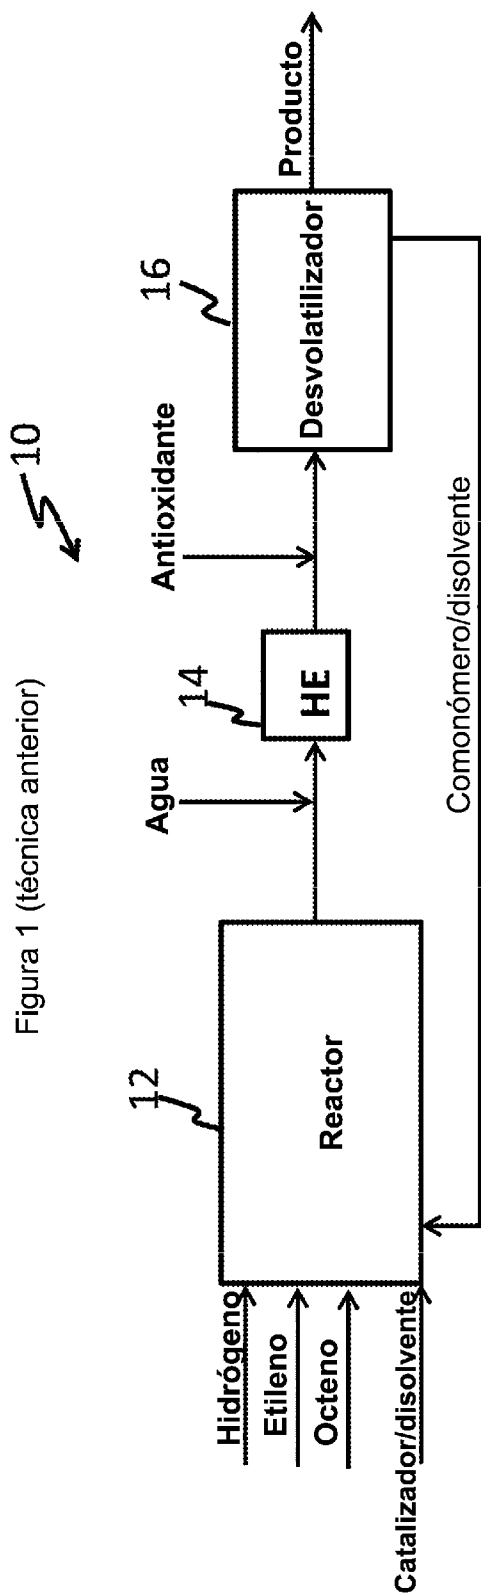 Figura 1 (técnica anterior)
10
Hidrógeno
Etileno
Octeno
Catalizador/disolvente
12
Reactor
Agua
14
HE
Antioxidante
16
Desvolatilizador
Producto
Comonómero/disolvente